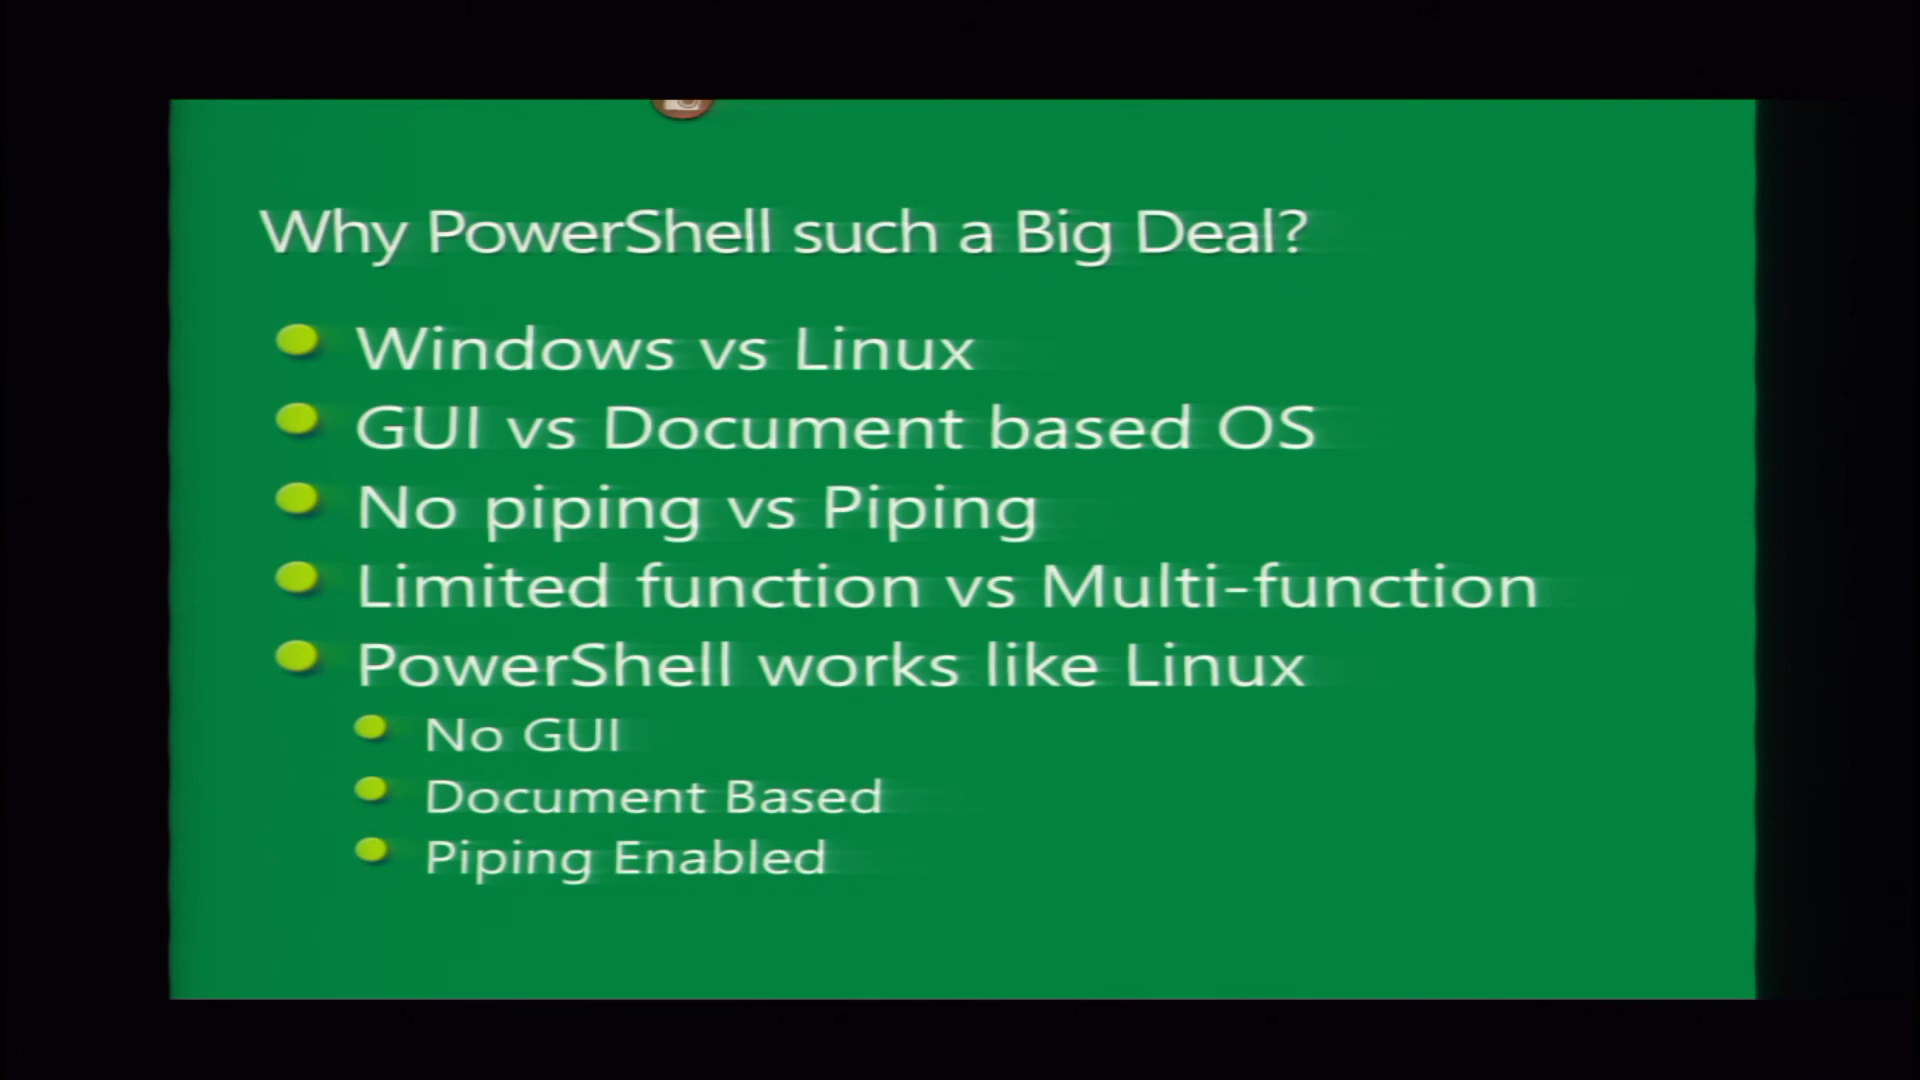 Why PowerShell such a Big Deal?
Windows vs Linux
GUI vs Document based OS
No piping vs Piping
Limited function vs Multi-function
PowerShell works like Linux
No GUI
Document Based
Piping Enabled